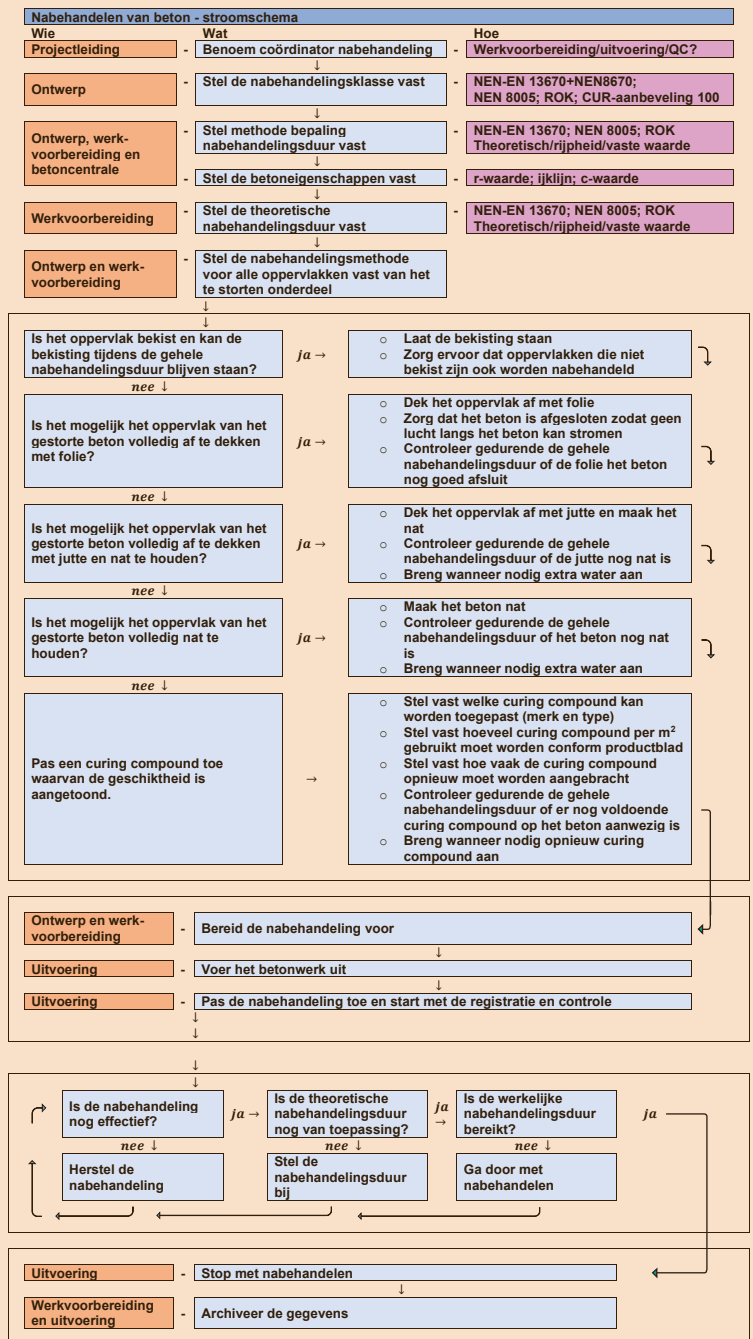 Nabehandelen van beton - stroomschema
Wie Wat Hoe
Projectleiding - Benoem coördinator nabehandeling - Werkvoorbereiding/uitvoering/QC?
↓
Ontwerp - Stel de nabehandelingsklasse vast - NEN-EN 13670+NEN8670;
NEN 8005; ROK; CUR-aanbeveling 100
↓
Ontwerp, werk-
voorbereiding en
betoncentrale
- Stel methode bepaling
nabehandelingsduur vast
- NEN-EN 13670; NEN 8005; ROK
Theoretisch/rijpheid/vaste waarde
↓
- Stel de betoneigenschappen vast - r-waarde; ijklijn; c-waarde
↓
Werkvoorbereiding - Stel de theoretische
nabehandelingsduur vast
- NEN-EN 13670; NEN 8005; ROK
Theoretisch/rijpheid/vaste waarde
↓
Ontwerp en werk-
voorbereiding
- Stel de nabehandelingsmethode
voor alle oppervlakken vast van het
te storten onderdeel
↓
↓
Is het oppervlak bekist en kan de
bekisting tijdens de gehele
nabehandelingsduur blijven staan?
ja →
○ Laat de bekisting staan
○ Zorg ervoor dat oppervlakken die niet
bekist zijn ook worden nabehandeld
nee ↓
Is het mogelijk het oppervlak van het
gestorte beton volledig af te dekken
met folie?
ja →
○ Dek het oppervlak af met folie
○ Zorg dat het beton is afgesloten zodat geen
lucht langs het beton kan stromen
○ Controleer gedurende de gehele
nabehandelingsduur of de folie het beton
nog goed afsluit
nee ↓
Is het mogelijk het oppervlak van het
gestorte beton volledig af te dekken
met jutte en nat te houden?
ja →
○ Dek het oppervlak af met jutte en maak het
nat
○ Controleer gedurende de gehele
nabehandelingsduur of de jutte nog nat is
○ Breng wanneer nodig extra water aan
nee ↓
Is het mogelijk het oppervlak van het
gestorte beton volledig nat te
houden?
ja →
○ Maak het beton nat
○ Controleer gedurende de gehele
nabehandelingsduur of het beton nog nat
is
○ Breng wanneer nodig extra water aan
nee ↓
Pas een curing compound toe
waarvan de geschiktheid is
aangetoond.
→
○ Stel vast welke curing compound kan
worden toegepast (merk en type)
○ Stel vast hoeveel curing compound per m²
gebruikt moet worden conform productblad
○ Stel vast hoe vaak de curing compound
opnieuw moet worden aangebracht
○ Controleer gedurende de gehele
nabehandelingsduur of er nog voldoende
curing compound op het beton aanwezig is
○ Breng wanneer nodig opnieuw curing
compound aan
Ontwerp en werk-
voorbereiding
- Bereid de nabehandeling voor
↓
Uitvoering - Voer het betonwerk uit
↓
Uitvoering - Pas de nabehandeling toe en start met de registratie en controle
↓
↓
↓
↓
Is de nabehandeling
nog effectief?
ja →
Is de theoretische
nabehandelingsduur
nog van toepassing?
ja
→
Is de werkelijke
nabehandelingsduur
bereikt?
ja
nee ↓ nee ↓ nee ↓
Herstel de
nabehandeling
Stel de
nabehandelingsduur
bij
Ga door met
nabehandelen
Uitvoering - Stop met nabehandelen
↓
Werkvoorbereiding
en uitvoering
- Archiveer de gegevens